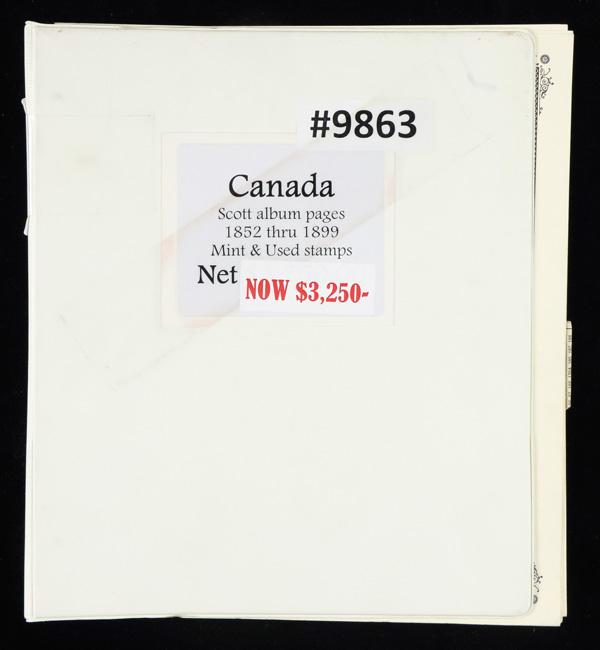 #9863
Canada
Scott album pages
1852 thru 1899
Mint & Used stamps
Net NOW $3,250-